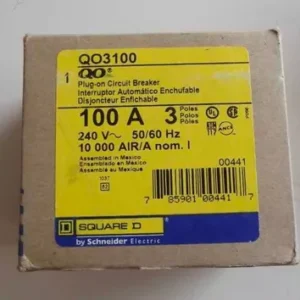 QO3100
1 QO®
Plug-on Circuit Breaker
Interruptor Automático Enchufable
Disjoncteur Enfichable
100 A 3 Poles Polos Pôles
240 V~ 50/60 Hz
10 000 AIR/A nom. I
UL
ANCE
Assembled in Mexico
Ensamblado en México
Assemblé au Mexique
00441
7 85901 00441 7
D SQUARE D
by Schneider Electric